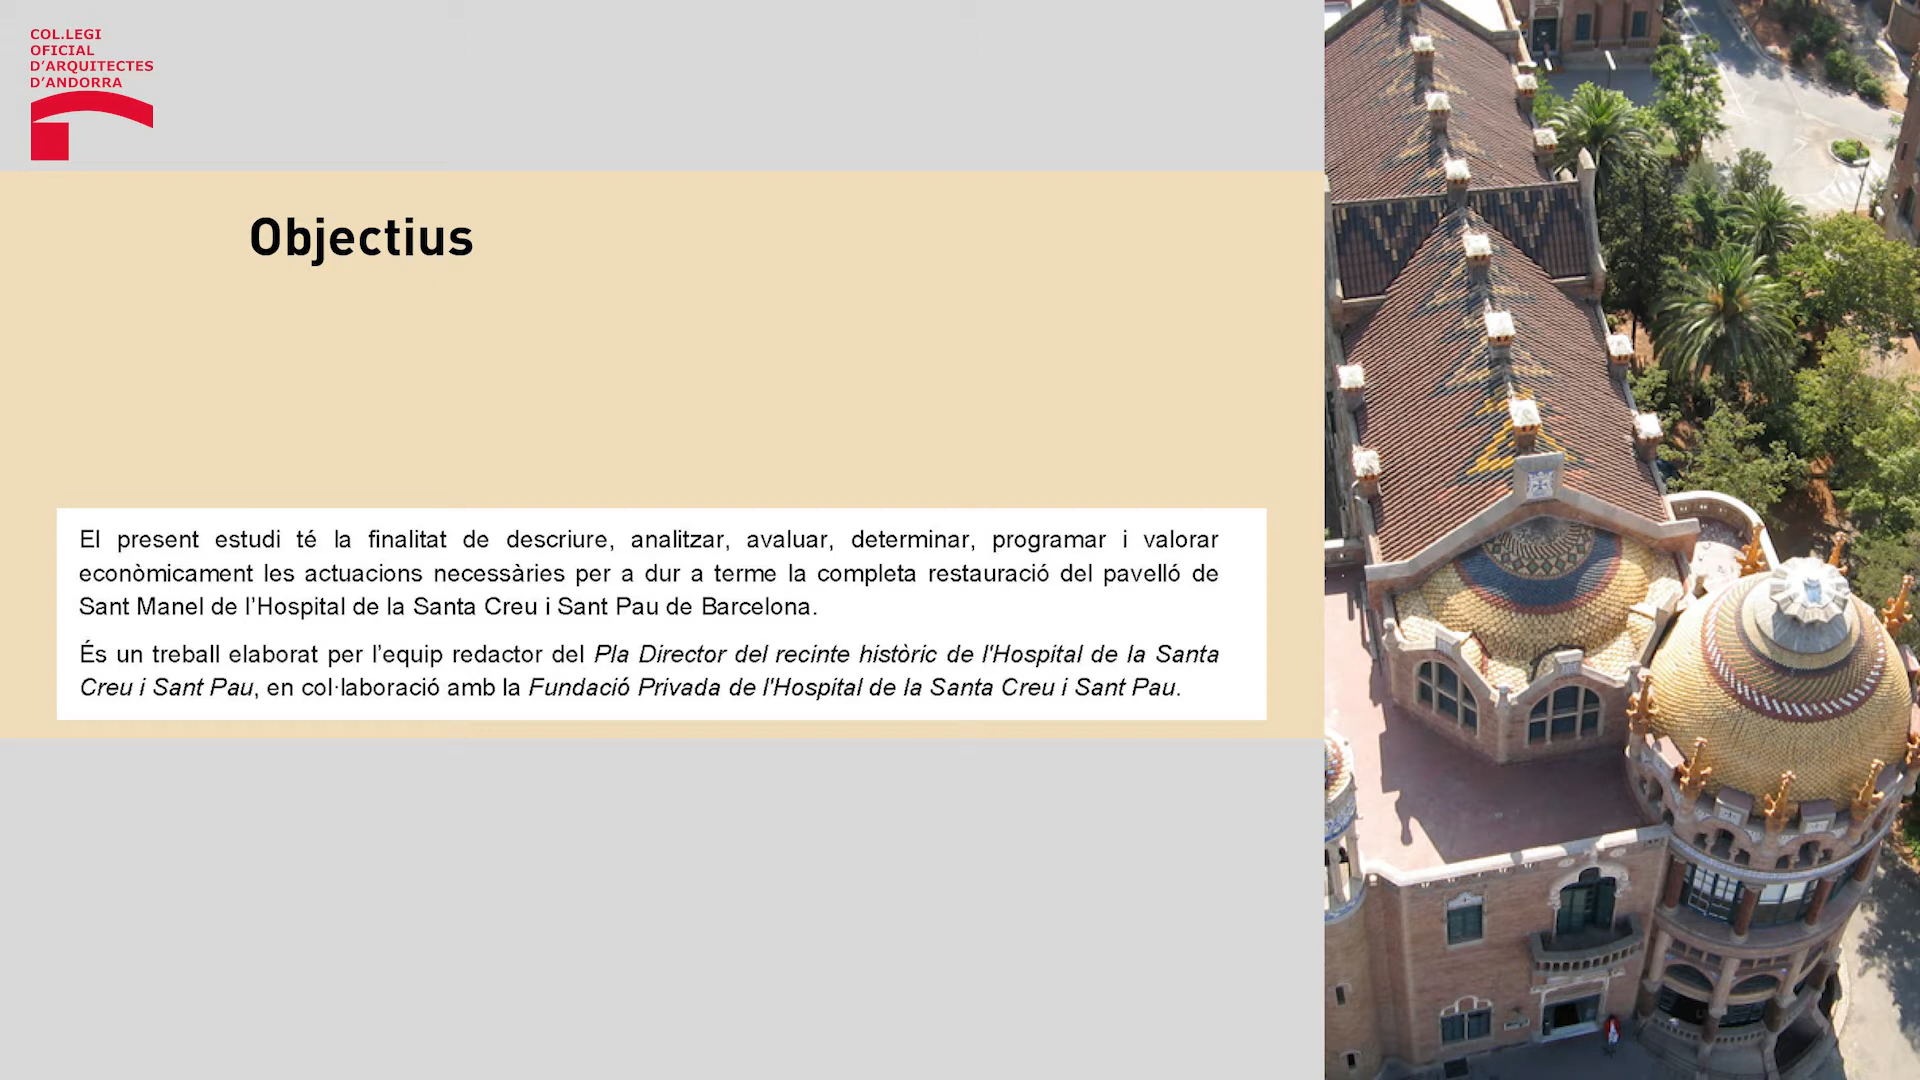 COL.LEGI
OFICIAL
D'ARQUITECTES
D'ANDORRA
Objectius
El present estudi té la finalitat de descriure, analitzar, avaluar, determinar, programar i valorar
econòmicament les actuacions necessàries per a dur a terme la completa restauració del pavelló de
Sant Manel de l'Hospital de la Santa Creu i Sant Pau de Barcelona.
És un treball elaborat per l'equip redactor del Pla Director del recinte històric de l'Hospital de la Santa
Creu i Sant Pau, en col·laboració amb la Fundació Privada de l'Hospital de la Santa Creu i Sant Pau.